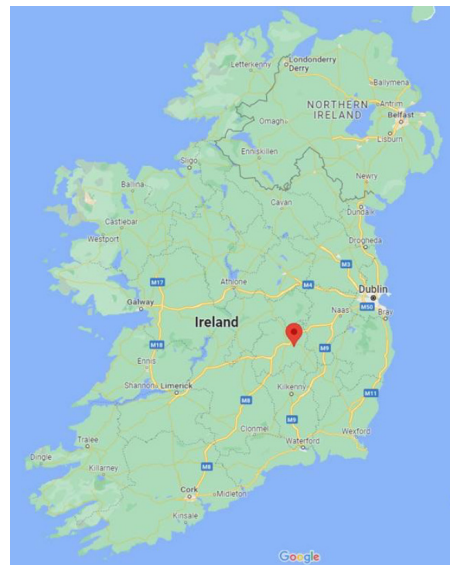 Letterkenny
Londonderry
Derry
Ballymena
NORTHERN
IRELAND
Antrim
Belfast
Omagh
Lisburn
Enniskillen
Sligo
Newry
Ballina
Cavan
Dunda
Castlebar
Westport
Drogheda
M3
M17
Athlone
M4
Dublin
Galway
M50
Ireland
Naas
Bray
M18
M9
Ennis
Shannon
Limerick
Kilkenny
M8
M11
M9
Clonmel
Wexford
Tralee
Waterford
Dingle
Killarney
M8
Cork
Midleton
Kinsale
Google